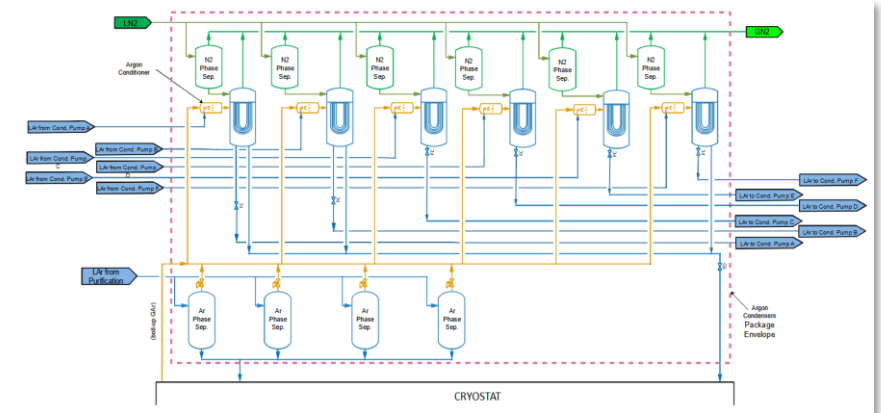 LN2
GN2
N2
Phase
Sep.
N2
Phase
Sep.
N2
Phase
Sep.
N2
Phase
Sep.
N2
Phase
Sep.
N2
Phase
Sep.
Argon
Conditioner
LAr from Cond. Pump
LAr from Cond. Pump
LAr from Cond. Pump
C
LAr from Cond. Pump
D
LAr from Cond. Pump
LAr from Cond. Pump
LAr to Cond. Pump F
LAr to Cond. Pump E
LAr to Cond. Pump D
LAr to Cond. Pump C
LAr to Cond. Pump B
LAr to Cond. Pump A
LAr from
Purification
(boil-up GAr)
Ar
Phase
Sep.
Ar
Phase
Sep.
Ar
Phase
Sep.
Ar
Phase
Sep.
Argon
Condensers
Package
Envelope
CRYOSTAT